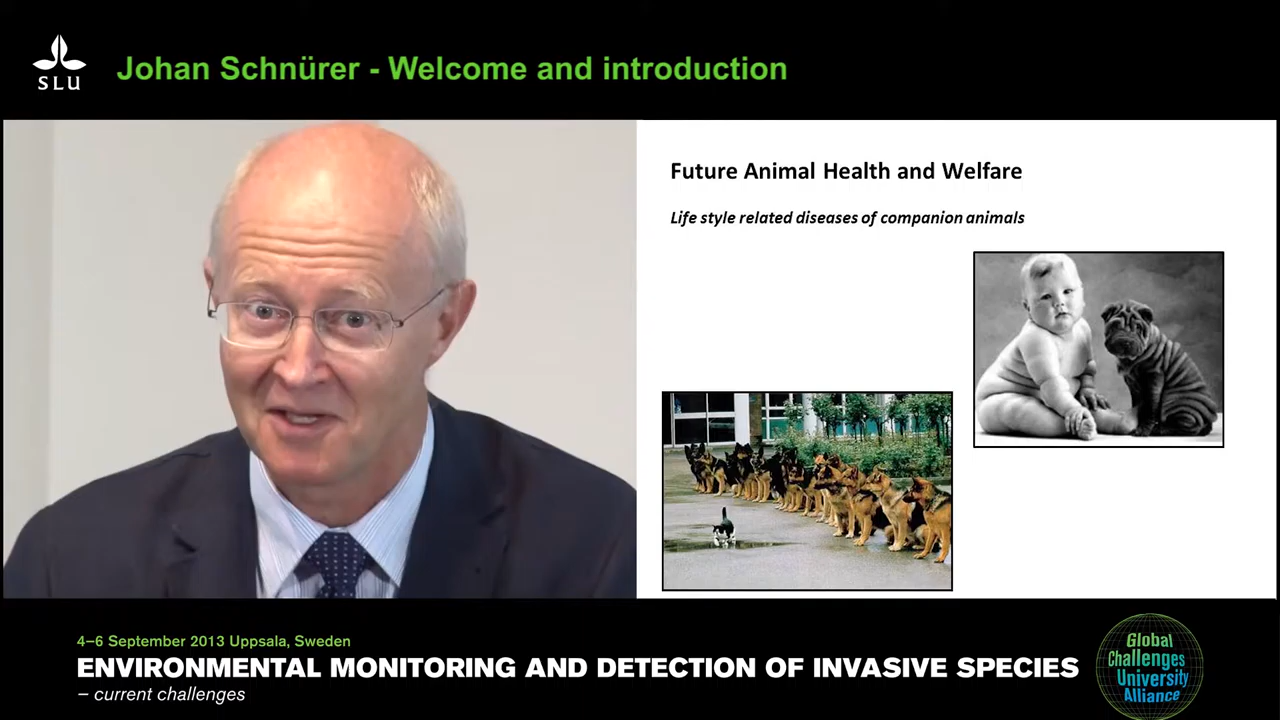 SLU
Johan Schnürer - Welcome and introduction
Future Animal Health and Welfare
Life style related diseases of companion animals
4–6 September 2013 Uppsala, Sweden
ENVIRONMENTAL MONITORING AND DETECTION OF INVASIVE SPECIES
– current challenges
Global
Challenges
University
Alliance